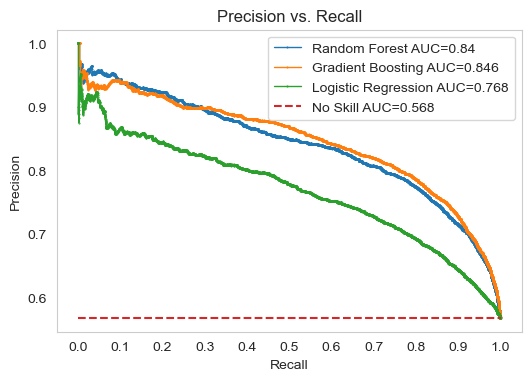 Precision vs. Recall
Random Forest AUC=0.84
Gradient Boosting AUC=0.846
Logistic Regression AUC=0.768
No Skill AUC=0.568
Precision
1.0
0.9
0.8
0.7
0.6
0.0 0.1 0.2 0.3 0.4 0.5 0.6 0.7 0.8 0.9 1.0
Recall